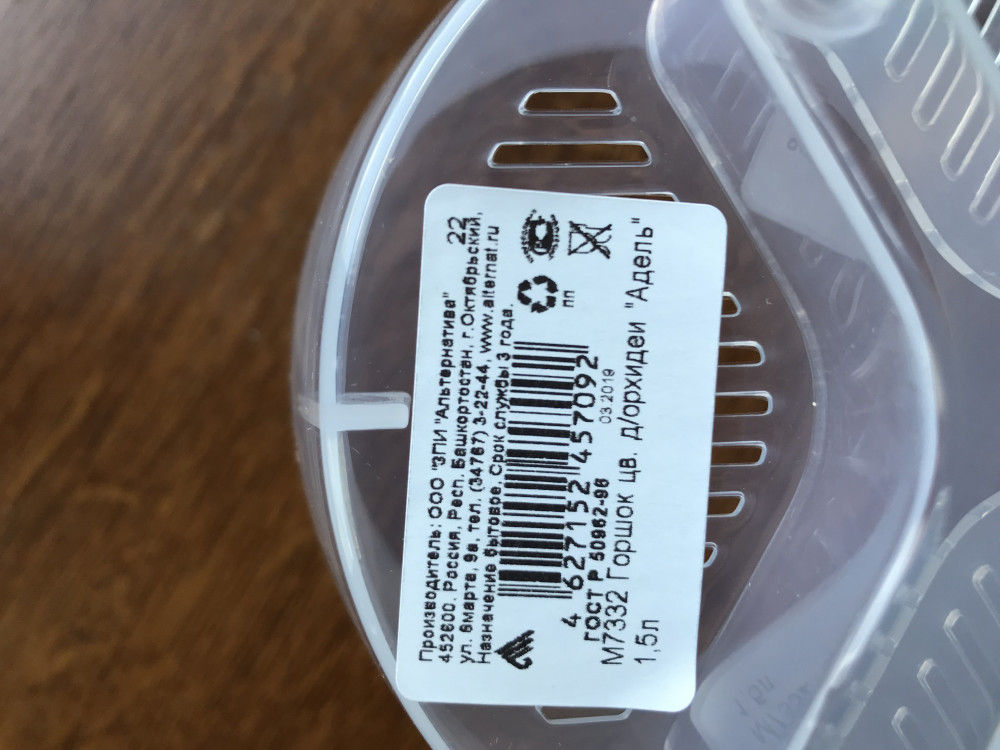 Производитель: ООО "ЗПИ "Альтернатива" 22
452600. Россия, Респ. Башкортостан, г.Октябрьский,
ул. 8марта, 9а, тел. (34767) 3-22-44, www.alternat.ru
Назначение бытовое. Срок службы 3 года.
4 627152 457092
ПП
ГОСТ Р 50962-96
03.2019
М7332 Горшок цв. д/орхидеи "Адель"
1,5л